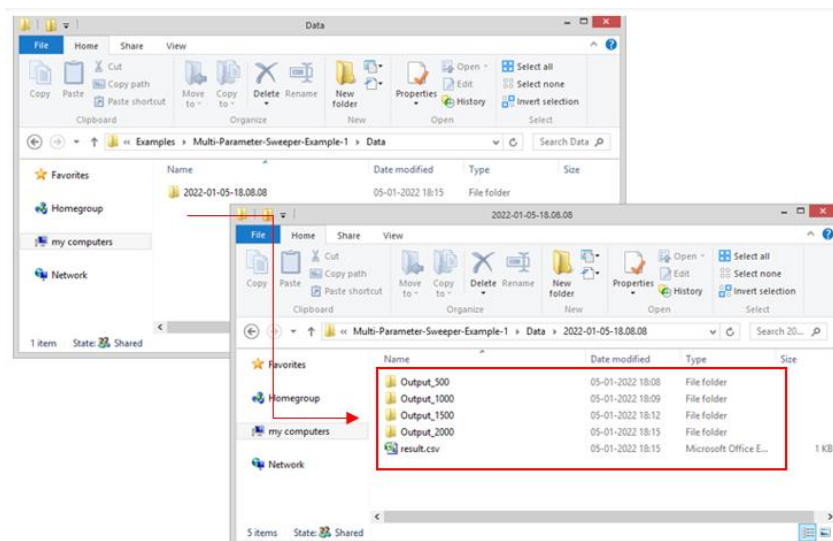 Data
File Home Share View
Copy Paste Cut Copy path Paste shortcut Move to Copy to Delete Rename New folder Properties Open Edit History Select all Select none Invert selection
Clipboard Organize New Open Select
« Examples › Multi-Parameter-Sweeper-Example-1 › Data Search Data
Favorites
Homegroup
my computers
Network
Name Date modified Type Size
2022-01-05-18.08.08 05-01-2022 18:15 File folder
1 item State: Shared
2022-01-05-18.08.08
File Home Share View
Copy Paste Cut Copy path Paste shortcut Move to Copy to Delete Rename New folder Properties Open Edit History Select all Select none Invert selection
Clipboard Organize New Open Select
« Multi-Parameter-Sweeper-Example-1 › Data › 2022-01-05-18.08.08 Search 20...
Favorites
Homegroup
my computers
Network
Name Date modified Type Size
Output_500 05-01-2022 18:08 File folder
Output_1000 05-01-2022 18:09 File folder
Output_1500 05-01-2022 18:12 File folder
Output_2000 05-01-2022 18:15 File folder
result.csv 05-01-2022 18:15 Microsoft Office E... 1 KB
5 items State: Shared